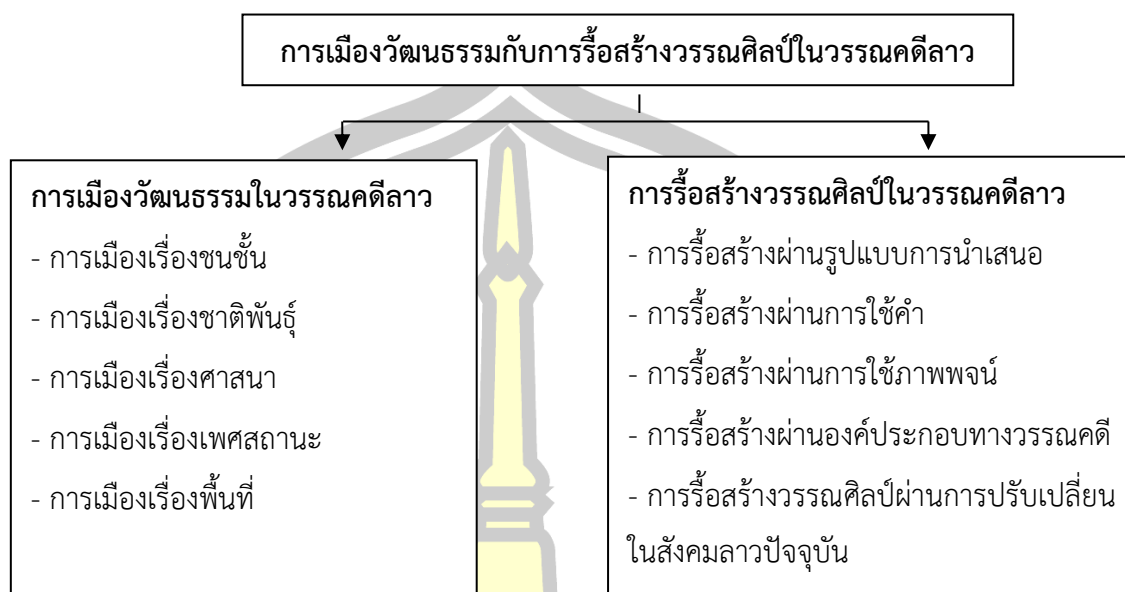 การเมืองวัฒนธรรมกับการรื้อสร้างวรรณศิลป์ในวรรณคดีลาว
การเมืองวัฒนธรรมในวรรณคดีลาว
- การเมืองเรื่องชนชั้น
- การเมืองเรื่องชาติพันธุ์
- การเมืองเรื่องศาสนา
- การเมืองเรื่องเพศสถานะ
- การเมืองเรื่องพื้นที่
การรื้อสร้างวรรณศิลป์ในวรรณคดีลาว
- การรื้อสร้างผ่านรูปแบบการนำเสนอ
- การรื้อสร้างผ่านการใช้คำ
- การรื้อสร้างผ่านการใช้ภาพพจน์
- การรื้อสร้างผ่านองค์ประกอบทางวรรณคดี
- การรื้อสร้างวรรณศิลป์ผ่านการปรับเปลี่ยน
ในสังคมลาวปัจจุบัน